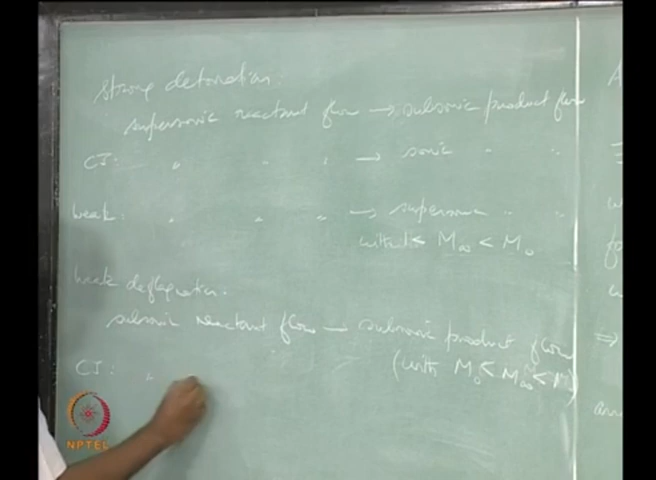 strong detonation:
supersonic reactant flow → subsonic product flow
CJ: " " " → sonic " "
weak: " " " → supersonic " "
with 1 < M∞ < M₀
weak deflagration:
subsonic reactant flow → subsonic product flow
(with M₀ < M∞ <
CJ: "
NPTEL